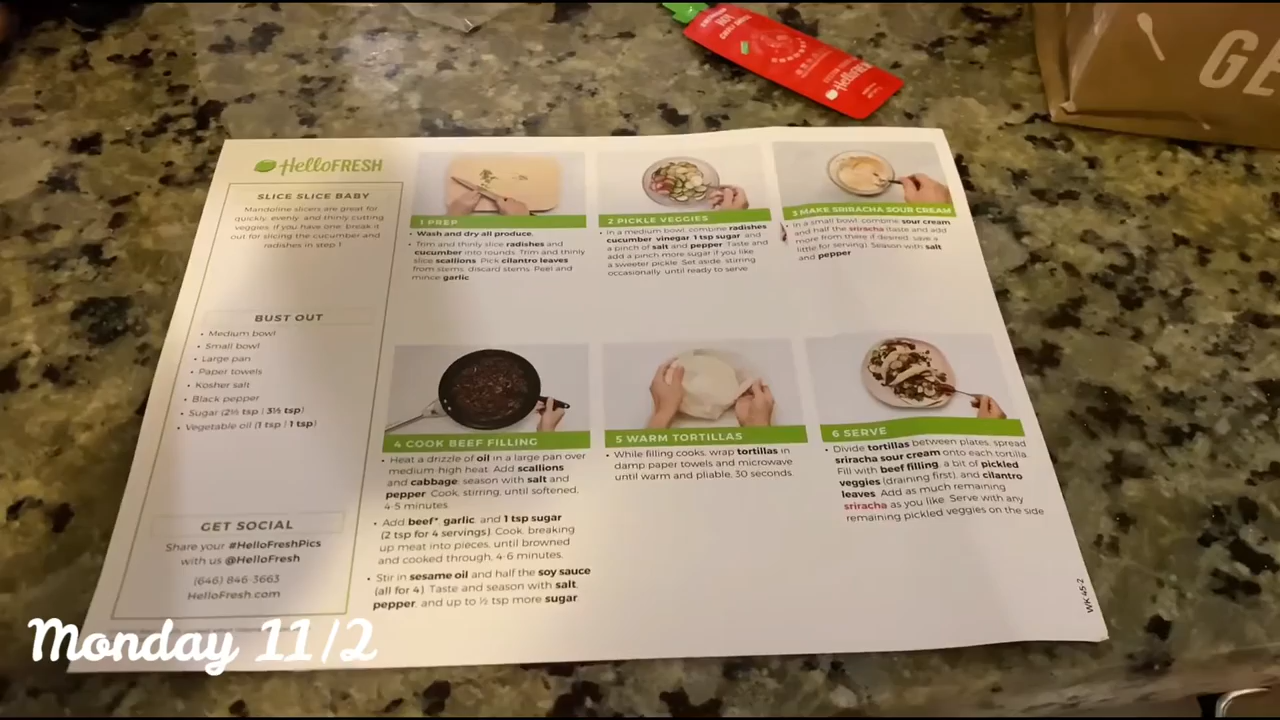 HelloFRESH
GE
HelloFRESH
SLICE SLICE BABY
Mandoline slicers are great for
quickly, evenly, and thinly cutting
veggies. If you have one, break it
out for slicing the cucumber and
radishes in step 1.
BUST OUT
• Medium bowl
• Small bowl
• Large pan
• Paper towels
• Kosher salt
• Black pepper
• Sugar (2½ tsp | 3½ tsp)
• Vegetable oil (1 tsp | 1 tsp)
GET SOCIAL
Share your #HelloFreshPics
with us @HelloFresh
(646) 846-3663
HelloFresh.com
1 PREP
• Wash and dry all produce.
• Trim and thinly slice radishes and
cucumber into rounds. Trim and thinly
slice scallions. Pick cilantro leaves
from stems; discard stems. Peel and
mince garlic.
2 PICKLE VEGGIES
• In a medium bowl, combine radishes,
cucumber, vinegar, 1 tsp sugar, and
a pinch of salt and pepper. Taste and
add a pinch more sugar if you like
a sweeter pickle. Set aside, stirring
occasionally, until ready to serve.
3 MAKE SRIRACHA SOUR CREAM
• In a small bowl, combine sour cream
and half the sriracha (taste and add
more from there if desired; save a
little for serving). Season with salt
and pepper.
4 COOK BEEF FILLING
• Heat a drizzle of oil in a large pan over
medium-high heat. Add scallions
and cabbage; season with salt and
pepper. Cook, stirring, until softened,
4-5 minutes.
• Add beef*, garlic, and 1 tsp sugar
(2 tsp for 4 servings). Cook, breaking
up meat into pieces, until browned
and cooked through, 4-6 minutes.
• Stir in sesame oil and half the soy sauce
(all for 4). Taste and season with salt,
pepper, and up to ½ tsp more sugar.
5 WARM TORTILLAS
• While filling cooks, wrap tortillas in
damp paper towels and microwave
until warm and pliable, 30 seconds.
6 SERVE
• Divide tortillas between plates; spread
sriracha sour cream onto each tortilla.
Fill with beef filling, a bit of pickled
veggies (draining first), and cilantro
leaves. Add as much remaining
sriracha as you like. Serve with any
remaining pickled veggies on the side.
WK 45-2
Monday 11/2